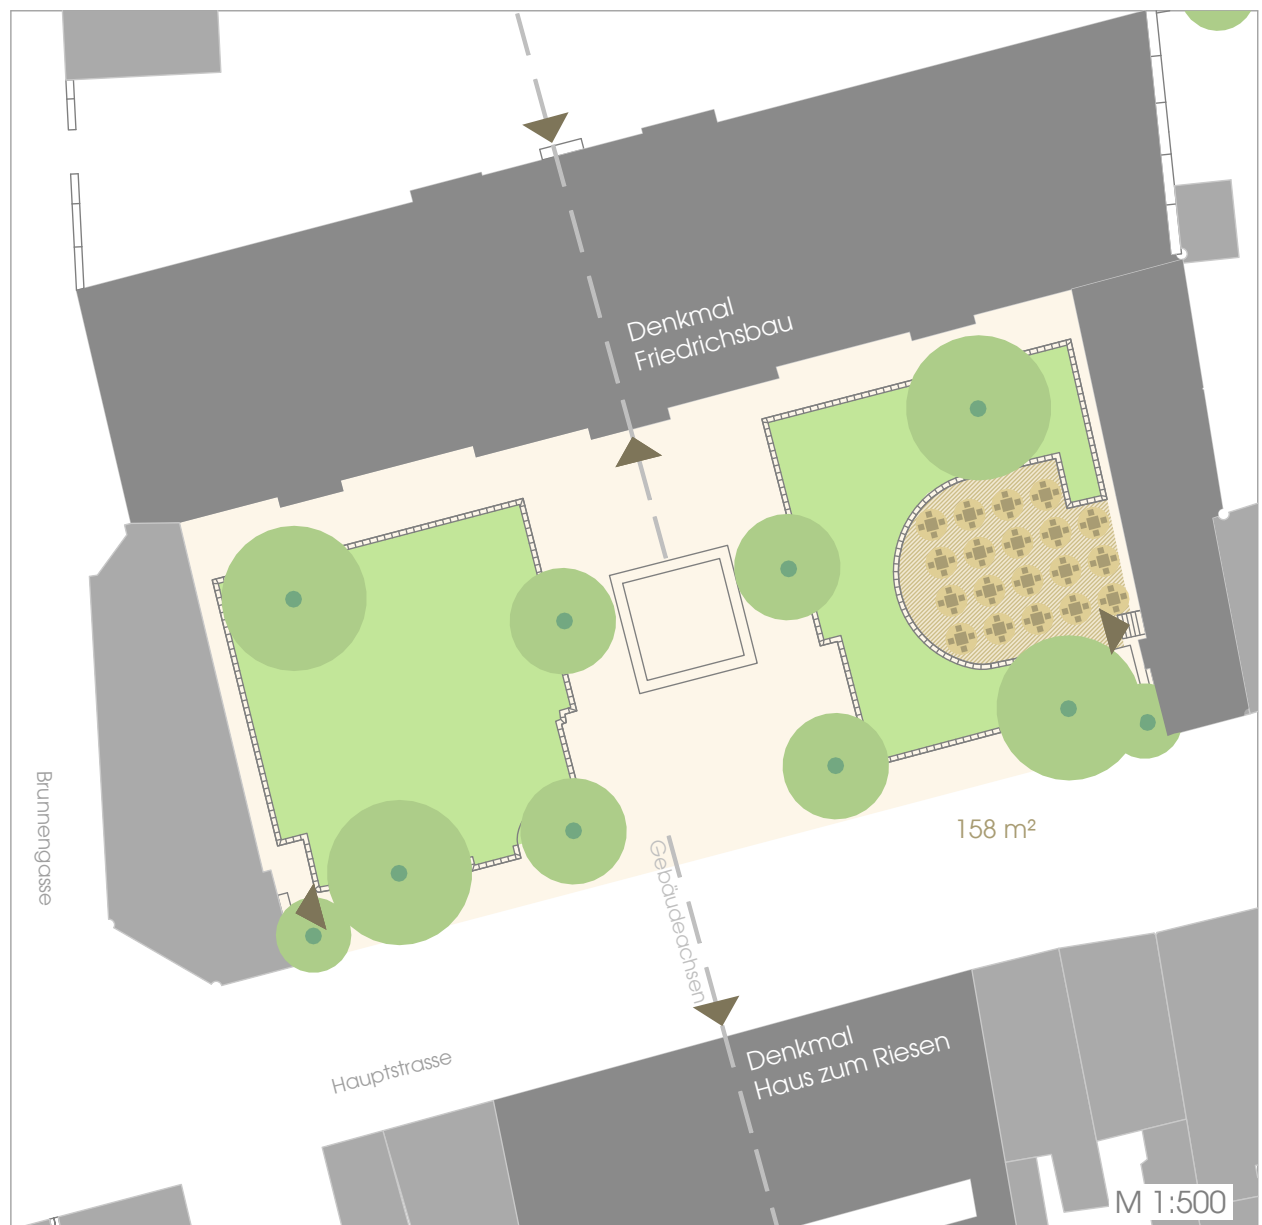 Denkmal
Friedrichsbau
Brunnengasse
158 m²
Gebäudeachsen
Hauptstrasse
Denkmal
Haus zum Riesen
M 1:500